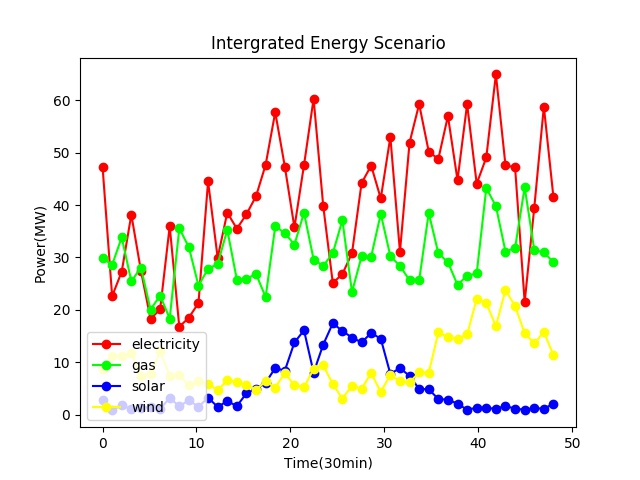 Intergrated Energy Scenario
Power(MW)
60
50
40
30
20
10
0
electricity
gas
solar
wind
0 10 20 30 40 50
Time(30min)